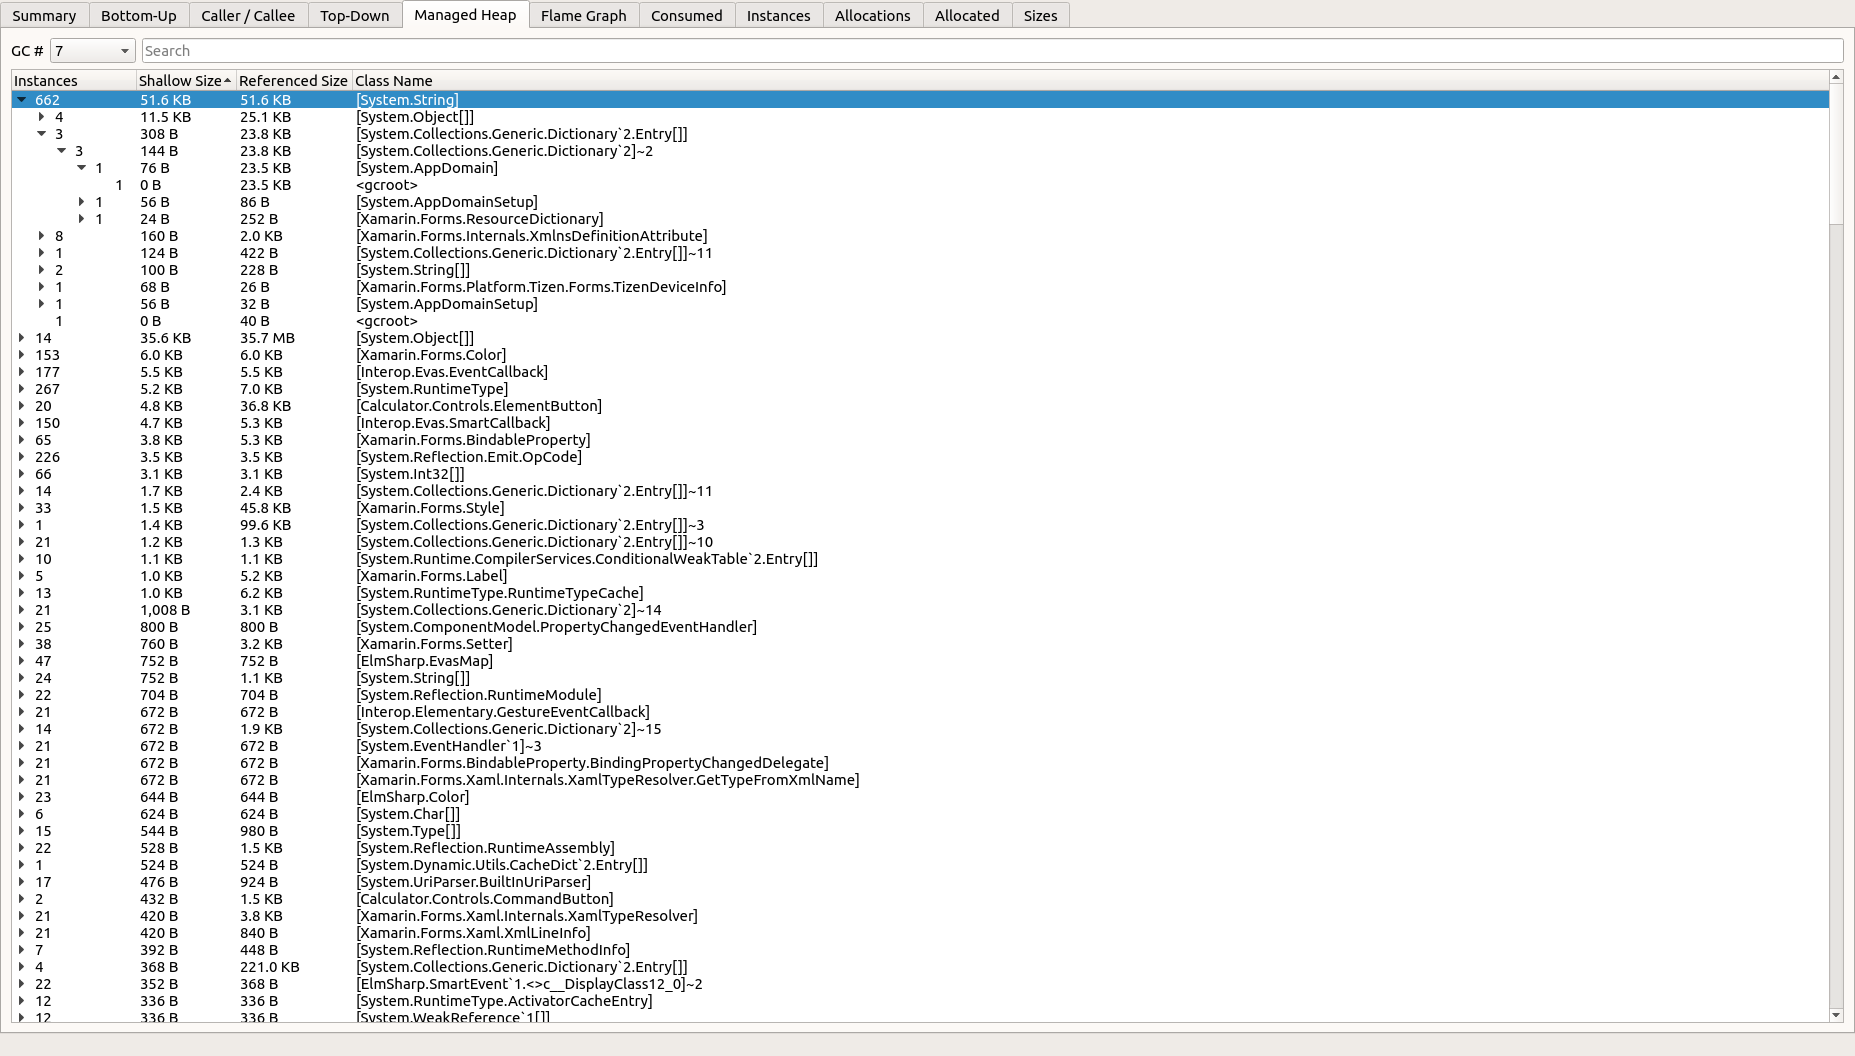 Summary Bottom-Up Caller / Callee Top-Down Managed Heap Flame Graph Consumed Instances Allocations Allocated Sizes
GC # 7 Search
Instances Shallow Size Referenced Size Class Name
662 51.6 KB 51.6 KB [System.String]
4 11.5 KB 25.1 KB [System.Object[]]
3 308 B 23.8 KB [System.Collections.Generic.Dictionary`2.Entry[]]
3 144 B 23.8 KB [System.Collections.Generic.Dictionary`2]~2
1 76 B 23.5 KB [System.AppDomain]
1 0 B 23.5 KB <gcroot>
1 56 B 86 B [System.AppDomainSetup]
1 24 B 252 B [Xamarin.Forms.ResourceDictionary]
8 160 B 2.0 KB [Xamarin.Forms.Internals.XmlnsDefinitionAttribute]
1 124 B 422 B [System.Collections.Generic.Dictionary`2.Entry[]]~11
2 100 B 228 B [System.String[]]
1 68 B 26 B [Xamarin.Forms.Platform.Tizen.Forms.TizenDeviceInfo]
1 56 B 32 B [System.AppDomainSetup]
1 0 B 40 B <gcroot>
14 35.6 KB 35.7 MB [System.Object[]]
153 6.0 KB 6.0 KB [Xamarin.Forms.Color]
177 5.5 KB 5.5 KB [Interop.Evas.EventCallback]
267 5.2 KB 7.0 KB [System.RuntimeType]
20 4.8 KB 36.8 KB [Calculator.Controls.ElementButton]
150 4.7 KB 5.3 KB [Interop.Evas.SmartCallback]
65 3.8 KB 5.3 KB [Xamarin.Forms.BindableProperty]
226 3.5 KB 3.5 KB [System.Reflection.Emit.OpCode]
66 3.1 KB 3.1 KB [System.Int32[]]
14 1.7 KB 2.4 KB [System.Collections.Generic.Dictionary`2.Entry[]]~11
33 1.5 KB 45.8 KB [Xamarin.Forms.Style]
1 1.4 KB 99.6 KB [System.Collections.Generic.Dictionary`2.Entry[]]~3
21 1.2 KB 1.3 KB [System.Collections.Generic.Dictionary`2.Entry[]]~10
10 1.1 KB 1.1 KB [System.Runtime.CompilerServices.ConditionalWeakTable`2.Entry[]]
5 1.0 KB 5.2 KB [Xamarin.Forms.Label]
13 1.0 KB 6.2 KB [System.RuntimeType.RuntimeTypeCache]
21 1,008 B 3.1 KB [System.Collections.Generic.Dictionary`2]~14
25 800 B 800 B [System.ComponentModel.PropertyChangedEventHandler]
38 760 B 3.2 KB [Xamarin.Forms.Setter]
47 752 B 752 B [ElmSharp.EvasMap]
24 752 B 1.1 KB [System.String[]]
22 704 B 704 B [System.Reflection.RuntimeModule]
21 672 B 672 B [Interop.Elementary.GestureEventCallback]
14 672 B 1.9 KB [System.Collections.Generic.Dictionary`2]~15
21 672 B 672 B [System.EventHandler`1]~3
21 672 B 672 B [Xamarin.Forms.BindableProperty.BindingPropertyChangedDelegate]
21 672 B 672 B [Xamarin.Forms.Xaml.Internals.XamlTypeResolver.GetTypeFromXmlName]
23 644 B 644 B [ElmSharp.Color]
6 624 B 624 B [System.Char[]]
15 544 B 980 B [System.Type[]]
22 528 B 1.5 KB [System.Reflection.RuntimeAssembly]
1 524 B 524 B [System.Dynamic.Utils.CacheDict`2.Entry[]]
17 476 B 924 B [System.UriParser.BuiltInUriParser]
2 432 B 1.5 KB [Calculator.Controls.CommandButton]
21 420 B 3.8 KB [Xamarin.Forms.Xaml.Internals.XamlTypeResolver]
21 420 B 840 B [Xamarin.Forms.Xaml.XmlLineInfo]
7 392 B 448 B [System.Reflection.RuntimeMethodInfo]
4 368 B 221.0 KB [System.Collections.Generic.Dictionary`2.Entry[]]
22 352 B 368 B [ElmSharp.SmartEvent`1.<>c__DisplayClass12_0]~2
12 336 B 336 B [System.RuntimeType.ActivatorCacheEntry]
12 336 B 336 B [System.WeakReference`1[]]